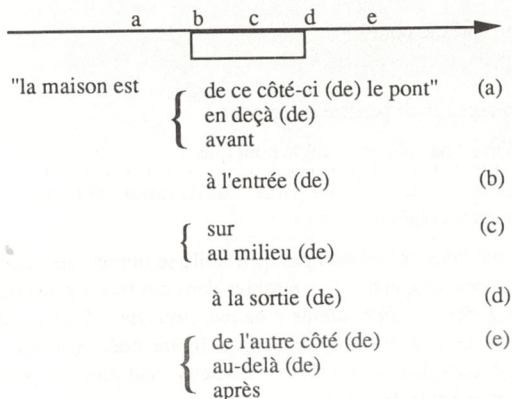 a b c d e
"la maison est de ce côté-ci (de) le pont" (a)
en deçà (de)
avant
à l'entrée (de) (b)
sur (c)
au milieu (de)
à la sortie (de) (d)
de l'autre côté (de) (e)
au-delà (de)
après